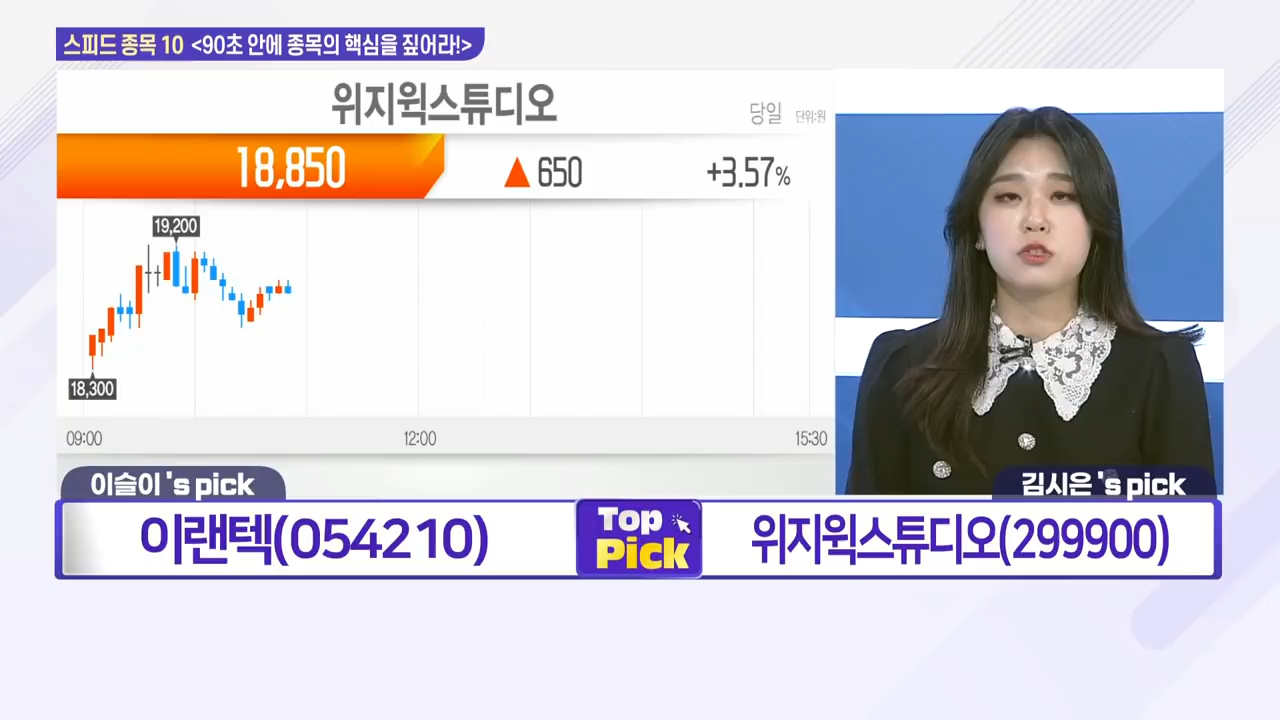 스피드 종목 10 <90초 안에 종목의 핵심을 짚어라!>
위지윅스튜디오
당일 단위:원
18,850 ▲650 +3.57%
19,200
18,300
09:00 12:00 15:30
이슬이 's pick
김시은 's pick
이랜텍(054210)
Top
Pick
위지윅스튜디오(299900)